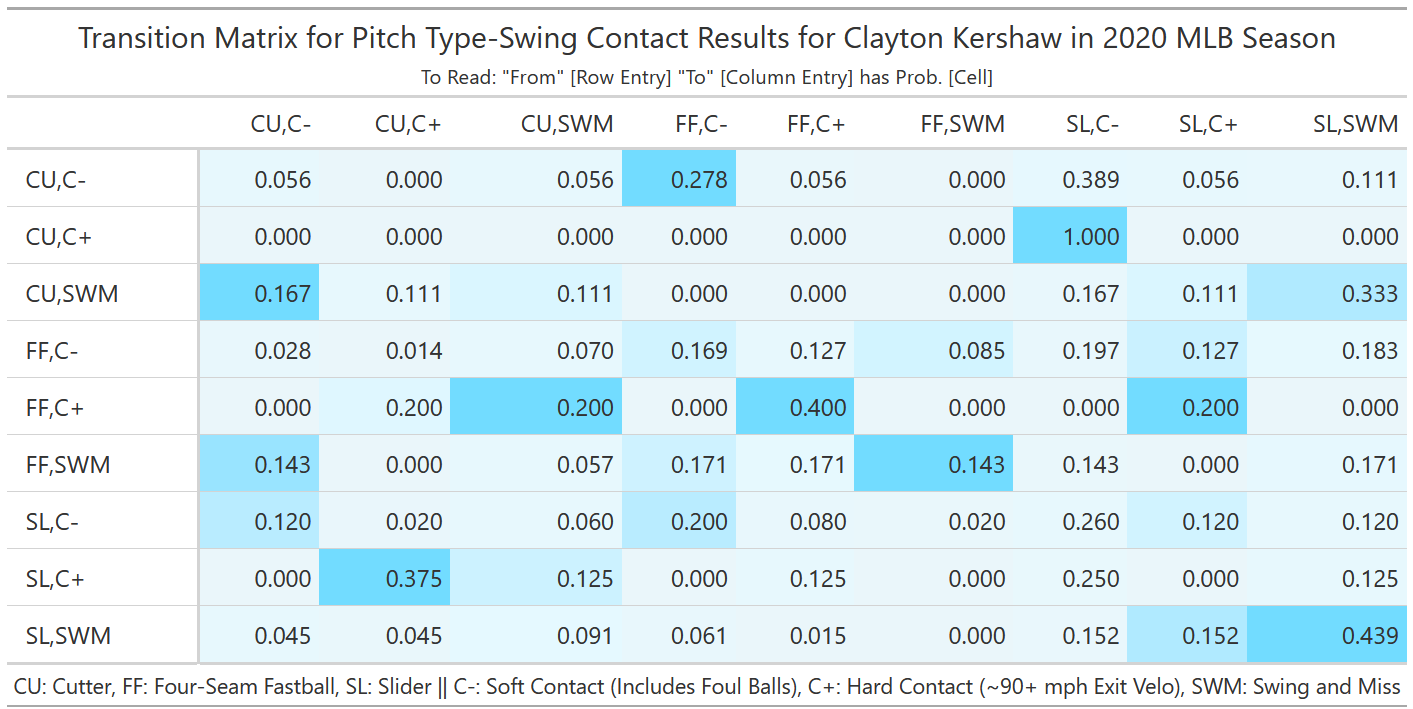 Transition Matrix for Pitch Type-Swing Contact Results for Clayton Kershaw in 2020 MLB Season
To Read: "From" [Row Entry] "To" [Column Entry] has Prob. [Cell]
CU,C- CU,C+ CU,SWM FF,C- FF,C+ FF,SWM SL,C- SL,C+ SL,SWM
CU,C- 0.056 0.000 0.056 0.278 0.056 0.000 0.389 0.056 0.111
CU,C+ 0.000 0.000 0.000 0.000 0.000 0.000 1.000 0.000 0.000
CU,SWM 0.167 0.111 0.111 0.000 0.000 0.000 0.167 0.111 0.333
FF,C- 0.028 0.014 0.070 0.169 0.127 0.085 0.197 0.127 0.183
FF,C+ 0.000 0.200 0.200 0.000 0.400 0.000 0.000 0.200 0.000
FF,SWM 0.143 0.000 0.057 0.171 0.171 0.143 0.143 0.000 0.171
SL,C- 0.120 0.020 0.060 0.200 0.080 0.020 0.260 0.120 0.120
SL,C+ 0.000 0.375 0.125 0.000 0.125 0.000 0.250 0.000 0.125
SL,SWM 0.045 0.045 0.091 0.061 0.015 0.000 0.152 0.152 0.439
CU: Cutter, FF: Four-Seam Fastball, SL: Slider || C-: Soft Contact (Includes Foul Balls), C+: Hard Contact (~90+ mph Exit Velo), SWM: Swing and Miss